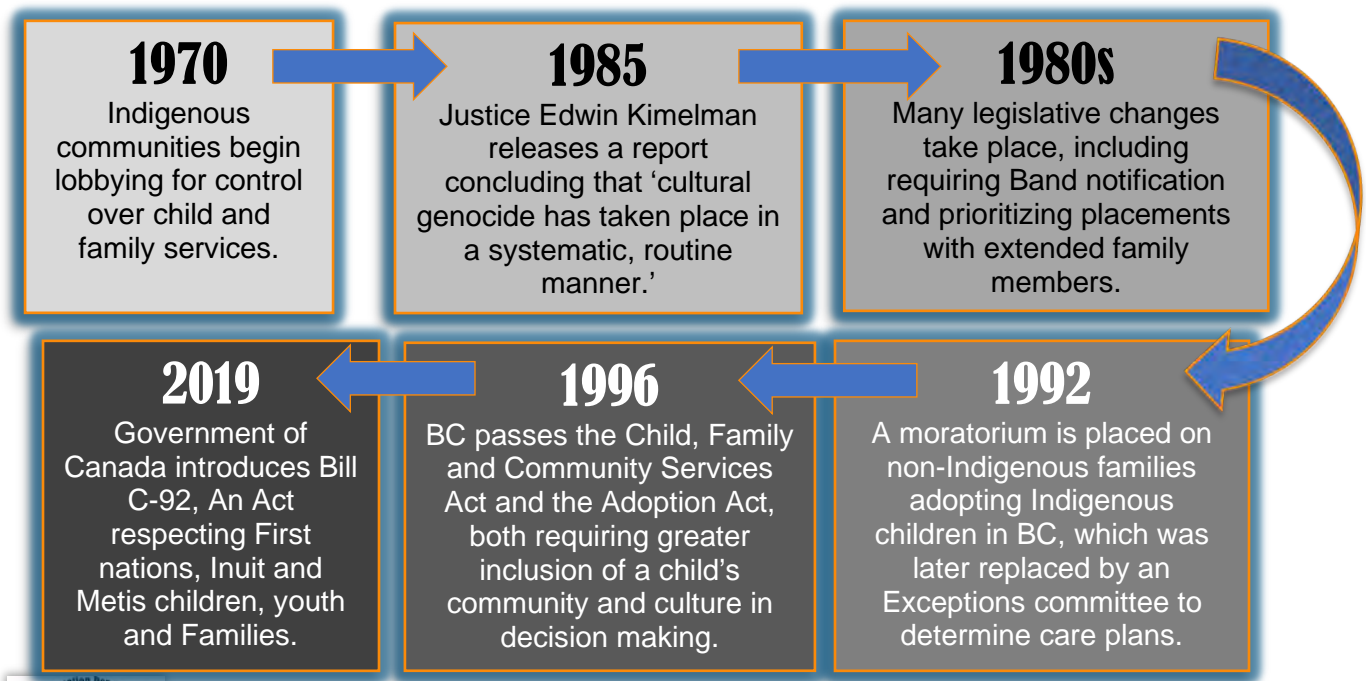 1970
Indigenous
communities begin
lobbying for control
over child and
family services.
1985
Justice Edwin Kimelman
releases a report
concluding that ‘cultural
genocide has taken place in
a systematic, routine
manner.’
1980s
Many legislative changes
take place, including
requiring Band notification
and prioritizing placements
with extended family
members.
1992
A moratorium is placed on
non-Indigenous families
adopting Indigenous
children in BC, which was
later replaced by an
Exceptions committee to
determine care plans.
1996
BC passes the Child, Family
and Community Services
Act and the Adoption Act,
both requiring greater
inclusion of a child’s
community and culture in
decision making.
2019
Government of
Canada introduces Bill
C-92, An Act
respecting First
nations, Inuit and
Metis children, youth
and Families.